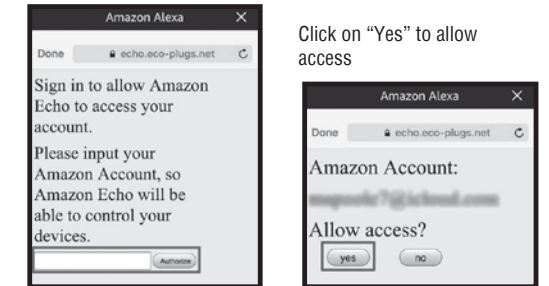 Amazon Alexa ✕
Done echo.eco-plugs.net
Sign in to allow Amazon
Echo to access your
account.
Please input your
Amazon Account, so
Amazon Echo will be
able to control your
devices.
Authorize
Click on “Yes” to allow
access
Amazon Alexa ✕
Done echo.eco-plugs.net
Amazon Account:
Allow access?
yes no